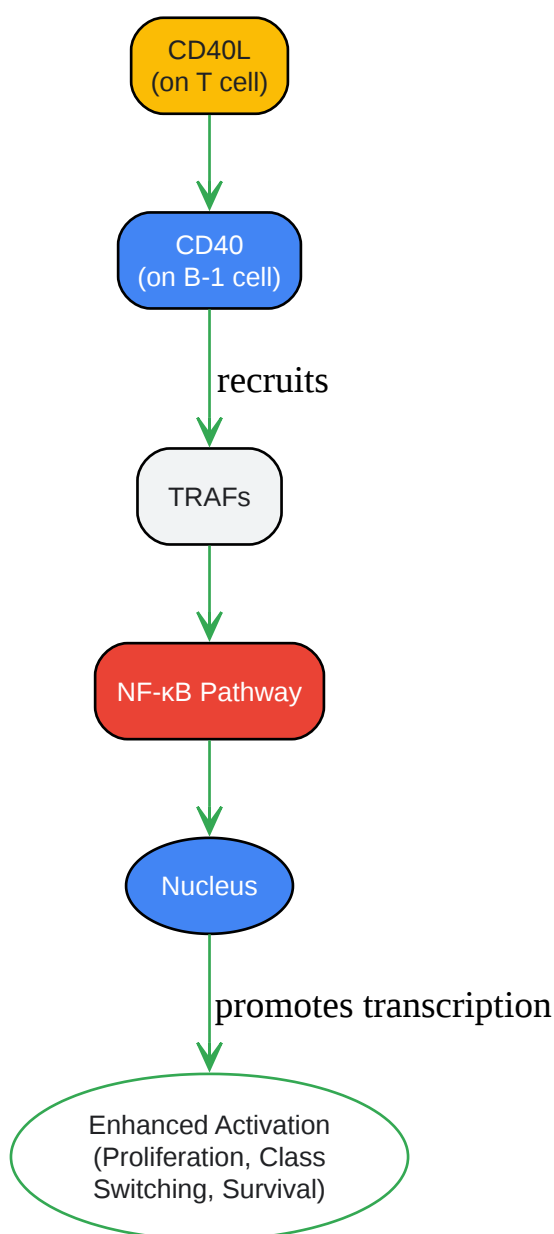 CD40L
(on T cell)
CD40
(on B-1 cell)
recruits
TRAFs
NF-κB Pathway
Nucleus
promotes transcription
Enhanced Activation
(Proliferation, Class
Switching, Survival)